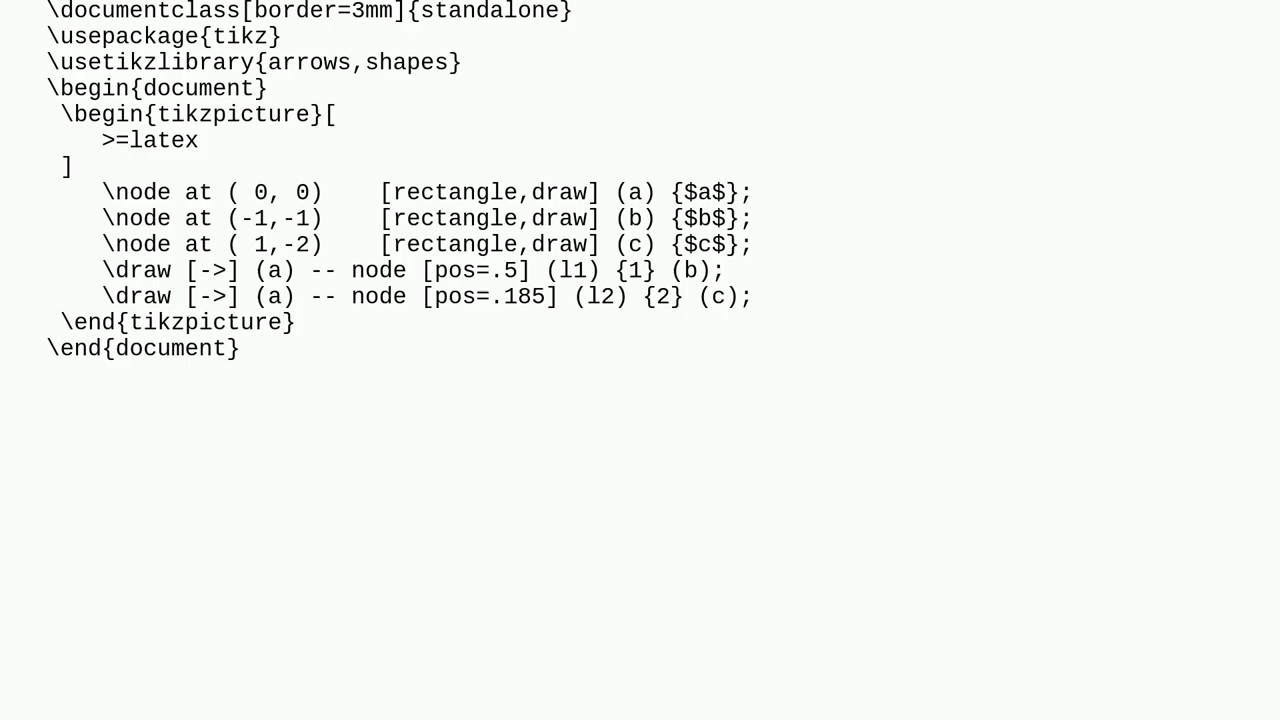 \documentclass[border=3mm]{standalone}
\usepackage{tikz}
\usetikzlibrary{arrows,shapes}
\begin{document}
 \begin{tikzpicture}[
    >=latex
 ]
    \node at ( 0, 0)    [rectangle,draw] (a) {$a$};
    \node at (-1,-1)    [rectangle,draw] (b) {$b$};
    \node at ( 1,-2)    [rectangle,draw] (c) {$c$};
    \draw [->] (a) -- node [pos=.5] (l1) {1} (b);
    \draw [->] (a) -- node [pos=.185] (l2) {2} (c);
 \end{tikzpicture}
\end{document}